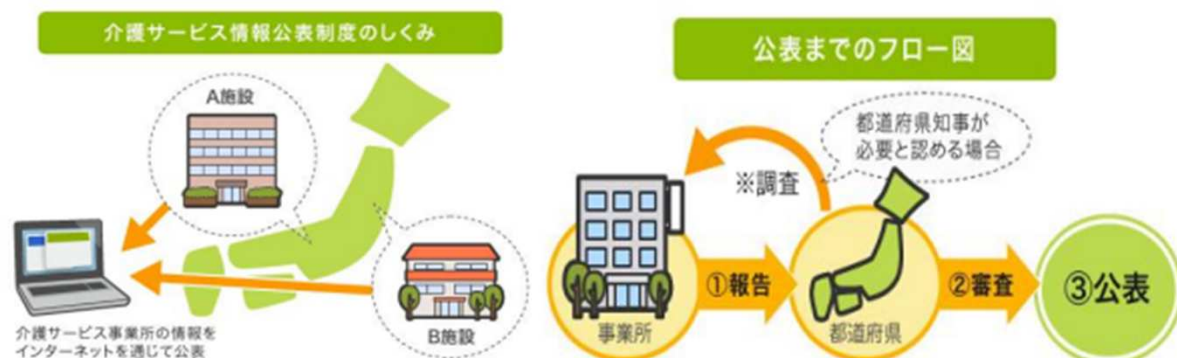 介護サービス情報公表制度のしくみ
A施設
B施設
介護サービス事業所の情報を
インターネットを通じて公表
公表までのフロー図
都道府県知事が
必要と認める場合
※調査
①報告
②審査
③公表
事業所
都道府県